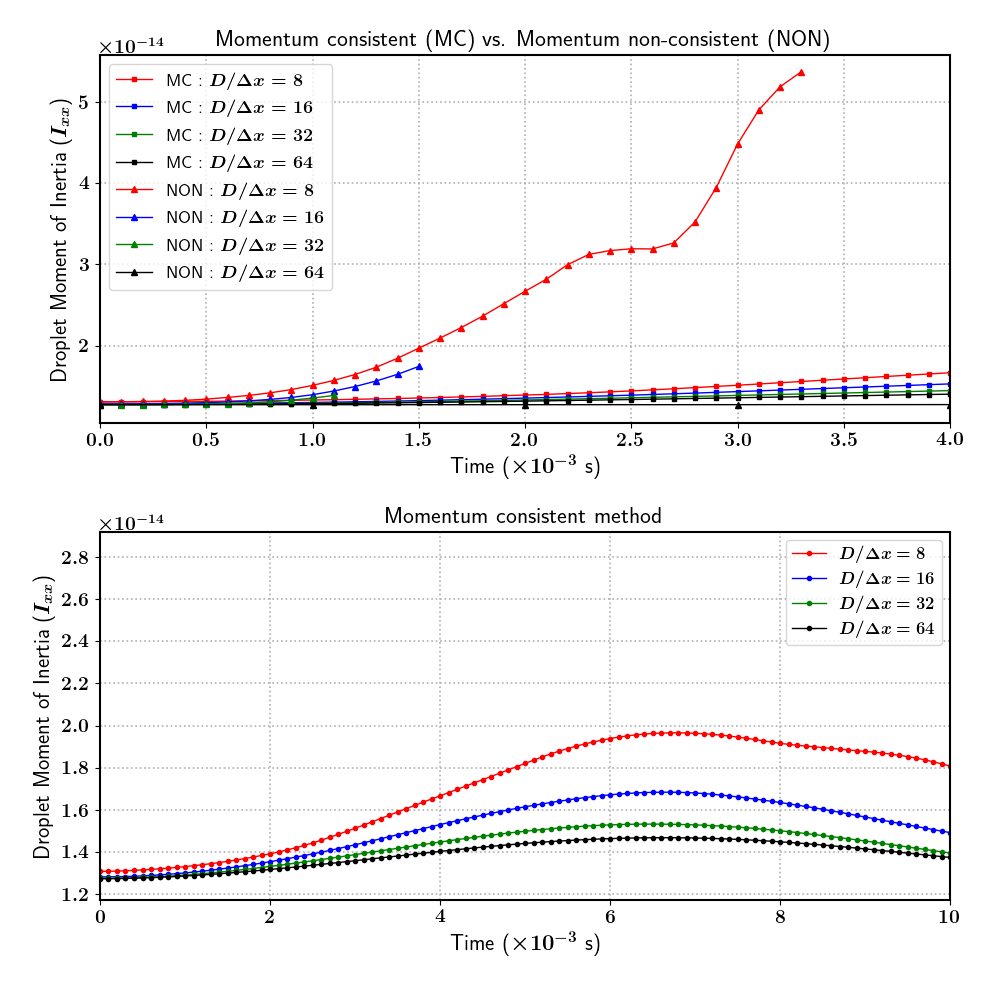 Momentum consistent (MC) vs. Momentum non-consistent (NON)
×10⁻¹⁴
Droplet Moment of Inertia (Iₓₓ)
5
4
3
2
MC : D/Δx = 8
MC : D/Δx = 16
MC : D/Δx = 32
MC : D/Δx = 64
NON : D/Δx = 8
NON : D/Δx = 16
NON : D/Δx = 32
NON : D/Δx = 64
0.0 0.5 1.0 1.5 2.0 2.5 3.0 3.5 4.0
Time (×10⁻³ s)
Momentum consistent method
×10⁻¹⁴
Droplet Moment of Inertia (Iₓₓ)
2.8
2.6
2.4
2.2
2.0
1.8
1.6
1.4
1.2
D/Δx = 8
D/Δx = 16
D/Δx = 32
D/Δx = 64
0 2 4 6 8 10
Time (×10⁻³ s)